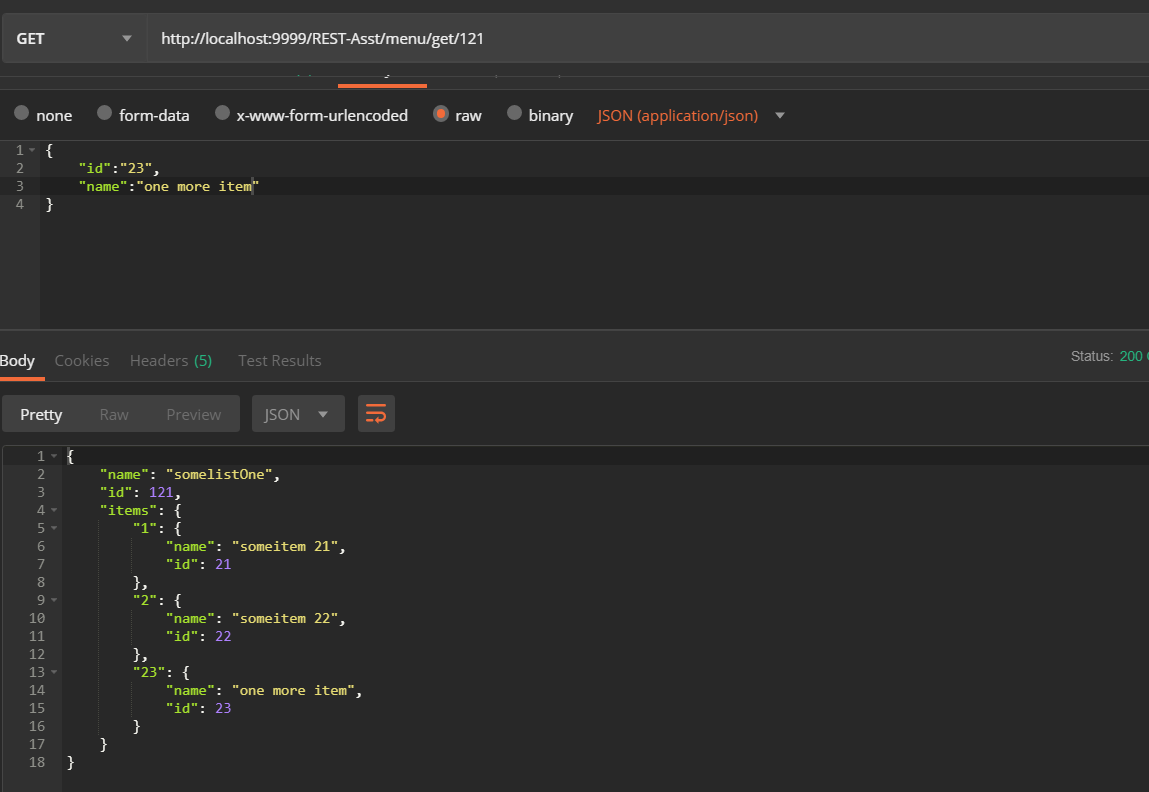 GET http://localhost:9999/REST-Asst/menu/get/121
none form-data x-www-form-urlencoded raw binary JSON (application/json)
1 {
2 "id":"23",
3 "name":"one more item"
4 }
Body Cookies Headers (5) Test Results Status: 200
Pretty Raw Preview JSON
1 {
2 "name": "somelistOne",
3 "id": 121,
4 "items": {
5 "1": {
6 "name": "someitem 21",
7 "id": 21
8 },
9 "2": {
10 "name": "someitem 22",
11 "id": 22
12 },
13 "23": {
14 "name": "one more item",
15 "id": 23
16 }
17 }
18 }